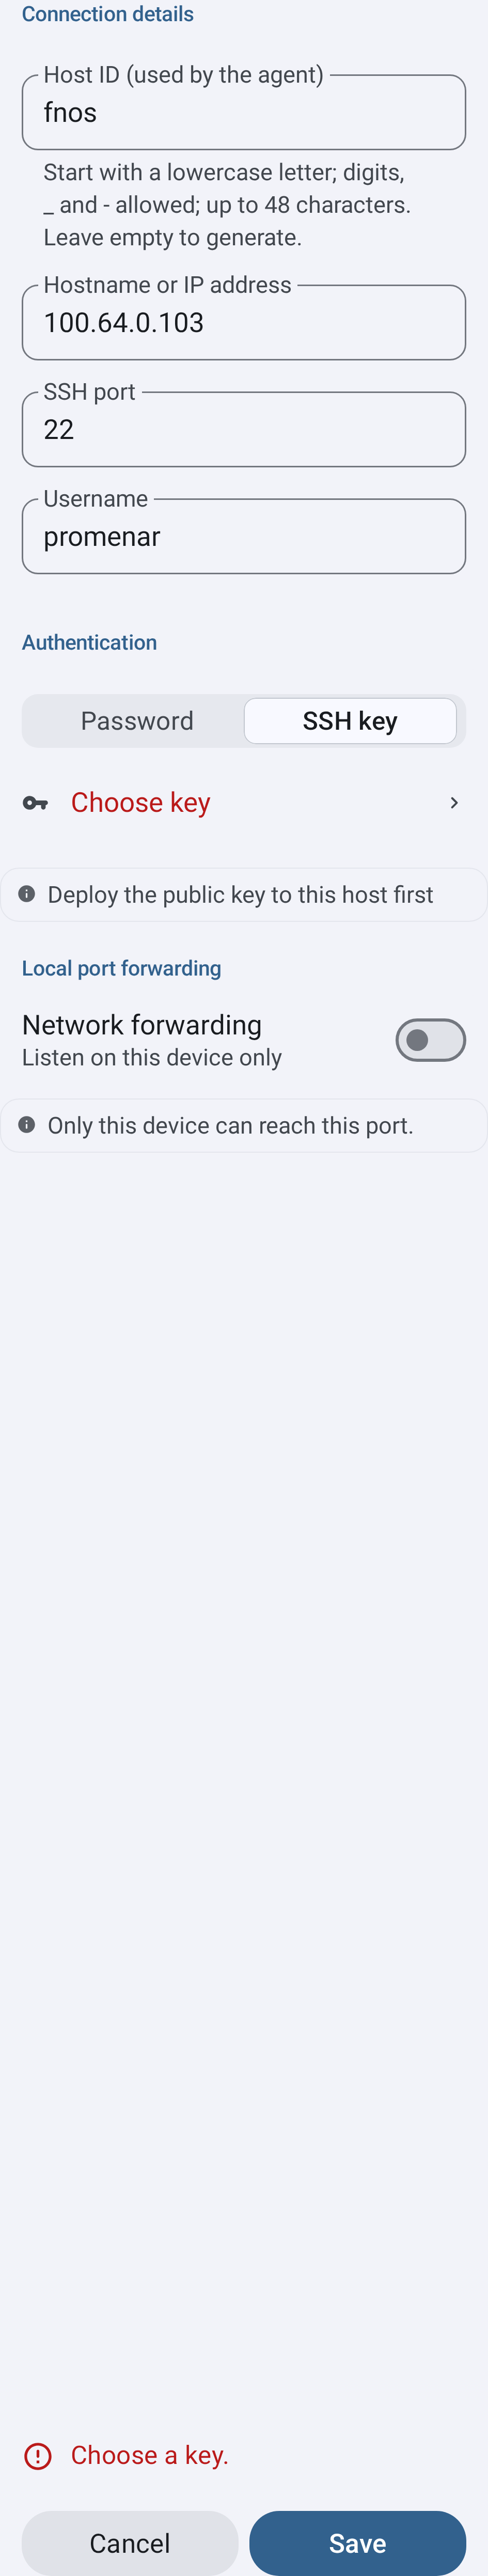 Connection details
Host ID (used by the agent)
fnos
Start with a lowercase letter; digits,
_ and - allowed; up to 48 characters.
Leave empty to generate.
Hostname or IP address
100.64.0.103
SSH port
22
Username
promenar
Authentication
Password
SSH key
Choose key
Deploy the public key to this host first
Local port forwarding
Network forwarding
Listen on this device only
Only this device can reach this port.
Choose a key.
Cancel
Save